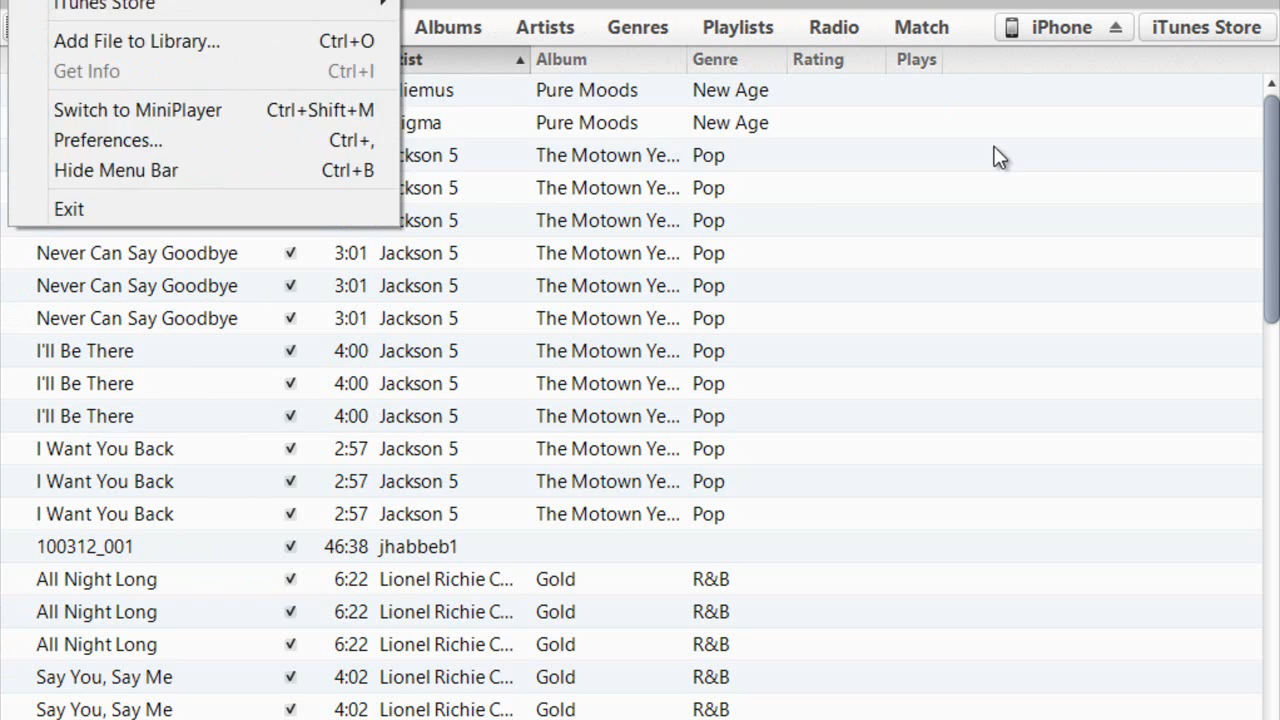 iTunes Store
Albums Artists Genres Playlists Radio Match iPhone iTunes Store
Add File to Library... Ctrl+O
Get Info Ctrl+I
Switch to MiniPlayer Ctrl+Shift+M
Preferences... Ctrl+,
Hide Menu Bar Ctrl+B
Exit
Album Genre Rating Plays
Pure Moods New Age
Pure Moods New Age
The Motown Ye... Pop
The Motown Ye... Pop
The Motown Ye... Pop
Never Can Say Goodbye 3:01 Jackson 5 The Motown Ye... Pop
Never Can Say Goodbye 3:01 Jackson 5 The Motown Ye... Pop
Never Can Say Goodbye 3:01 Jackson 5 The Motown Ye... Pop
I'll Be There 4:00 Jackson 5 The Motown Ye... Pop
I'll Be There 4:00 Jackson 5 The Motown Ye... Pop
I'll Be There 4:00 Jackson 5 The Motown Ye... Pop
I Want You Back 2:57 Jackson 5 The Motown Ye... Pop
I Want You Back 2:57 Jackson 5 The Motown Ye... Pop
I Want You Back 2:57 Jackson 5 The Motown Ye... Pop
100312_001 46:38 jhabbeb1
All Night Long 6:22 Lionel Richie C... Gold R&B
All Night Long 6:22 Lionel Richie C... Gold R&B
All Night Long 6:22 Lionel Richie C... Gold R&B
Say You, Say Me 4:02 Lionel Richie C... Gold R&B
Say You, Say Me 4:02 Lionel Richie C... Gold R&B